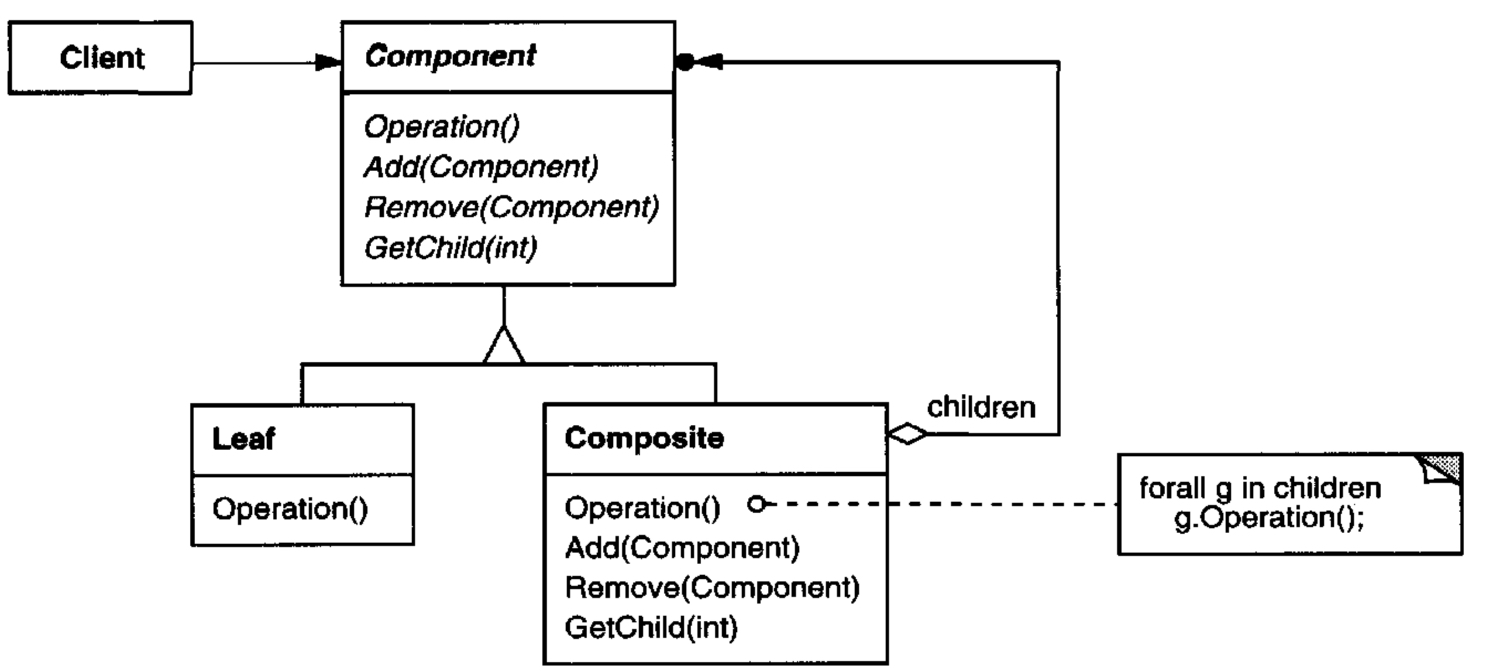 Client
Component
Operation()
Add(Component)
Remove(Component)
GetChild(int)
Leaf
Operation()
Composite
Operation()
Add(Component)
Remove(Component)
GetChild(int)
children
forall g in children
g.Operation();